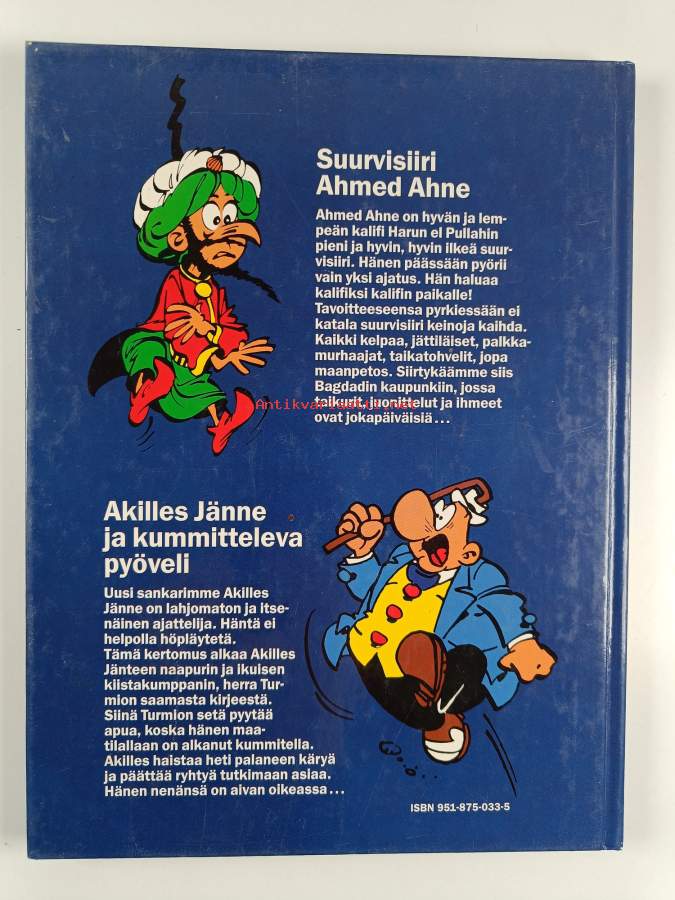 Suurvisiiri
Ahmed Ahne
Ahmed Ahne on hyvän ja lem-
peän kalifi Harun el Pullahin
pieni ja hyvin, hyvin ilkeä suur-
visiiri. Hänen päässään pyörii
vain yksi ajatus. Hän haluaa
kalifiksi kalifin paikalle!
Tavoitteeseensa pyrkiessään ei
katala suurvisiiri keinoja kaihda.
Kaikki kelpaa, jättiläiset, palkka-
murhaajat, taikatohvelit, jopa
maanpetos. Siirtykäämme siis
Bagdadin kaupunkiin, jossa
taikurit, juonittelut ja ihmeet
ovat jokapäiväisiä...
Antikvariaatti.net
Akilles Jänne
ja kummitteleva
pyöveli
Uusi sankarimme Akilles
Jänne on lahjomaton ja itse-
näinen ajattelija. Häntä ei
helpolla höpläytetä.
Tämä kertomus alkaa Akilles
Jänteen naapurin ja ikuisen
kiistakumppanin, herra Tur-
mion saamasta kirjeestä.
Siinä Turmion setä pyytää
apua, koska hänen maa-
tilallaan on alkanut kummitella.
Akilles haistaa heti palaneen käryä
ja päättää ryhtyä tutkimaan asiaa.
Hänen nenänsä on aivan oikeassa...
ISBN 951-875-033-5